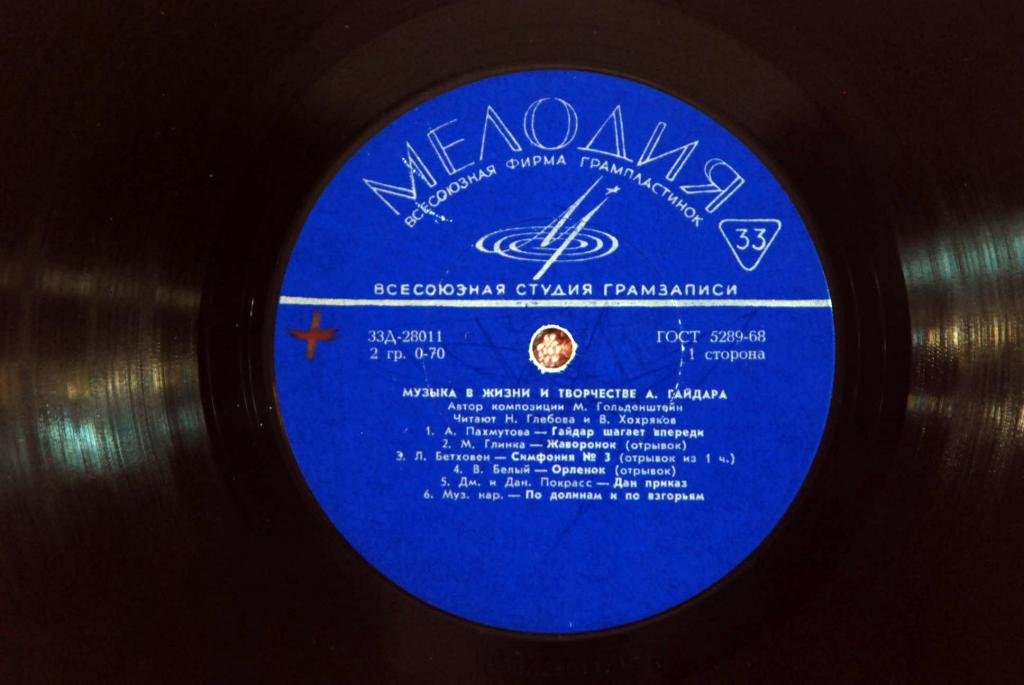 МЕЛОДИЯ
ВСЕСОЮЗНАЯ ФИРМА ГРАМПЛАСТИНОК
33
ВСЕСОЮЗНАЯ СТУДИЯ ГРАМЗАПИСИ
33Д-28011 ГОСТ 5289-68
2 гр. 0-70 1 сторона
МУЗЫКА В ЖИЗНИ И ТВОРЧЕСТВЕ А. ГАЙДАРА
Автор композиции М. Гольденштейн
Читают Н. Глебова и В. Хохряков
1. А. Пахмутова — Гайдар шагает впереди
2. М. Глинка — Жаворонок (отрывок)
3. Л. Бетховен — Симфония № 3 (отрывок из 1 ч.)
4. В. Белый — Орленок (отрывок)
5. Дм. и Дан. Покрасс — Дан приказ
6. Муз. нар. — По долинам и по взгорьям